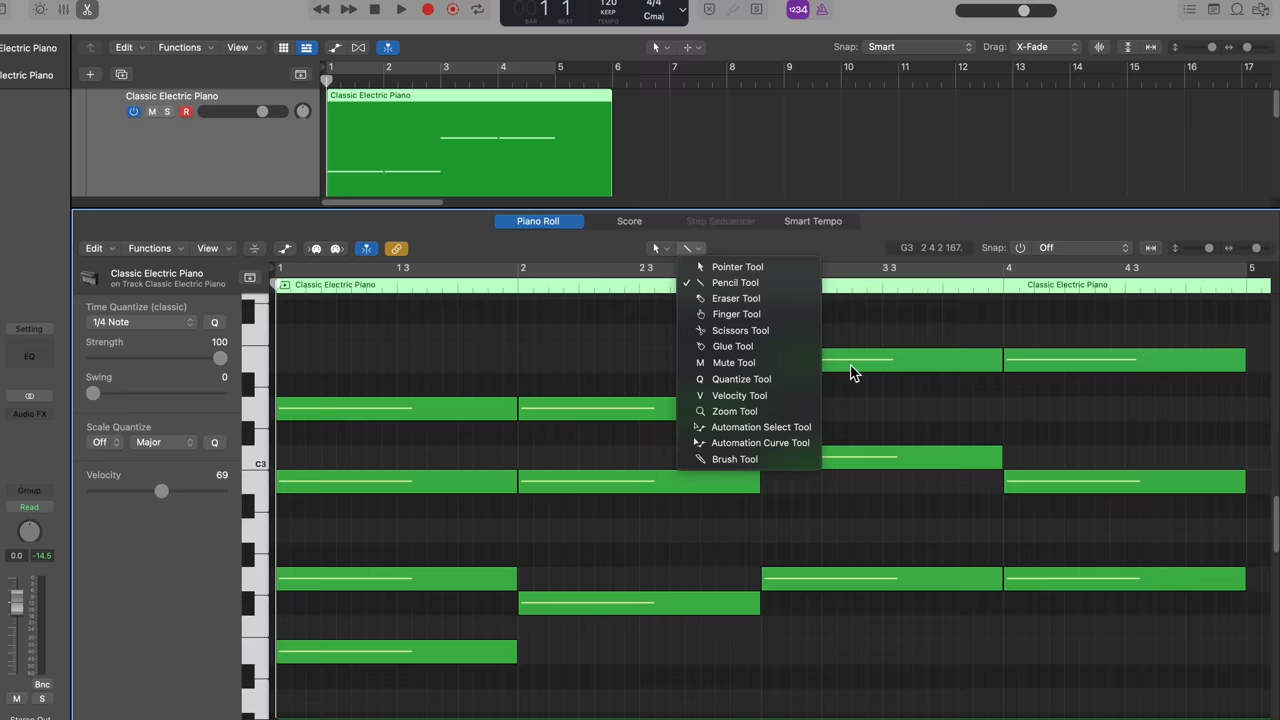 1 1
BAR BEAT
120
KEEP
TEMPO
4/4
Cmaj
1234
Electric Piano
Edit Functions View
Snap: Smart
Drag: X-Fade
Electric Piano
1 2 3 4 5 6 7 8 9 10 11 12 13 14 15 16 17
Classic Electric Piano
M S R
Classic Electric Piano
Piano Roll Score Step Sequencer Smart Tempo
Edit Functions View
G3 2 4 2 167.
Snap: Off
Classic Electric Piano
on Track Classic Electric Piano
1 1 3 2 2 3 3 3 4 4 3 5
Classic Electric Piano
Classic Electric Piano
Time Quantize (classic)
1/4 Note Q
Strength 100
Swing 0
Scale Quantize
Off Major Q
Velocity 69
C3
Pointer Tool
✓ Pencil Tool
Eraser Tool
Finger Tool
Scissors Tool
Glue Tool
M Mute Tool
Q Quantize Tool
V Velocity Tool
Zoom Tool
Automation Select Tool
Automation Curve Tool
Brush Tool
Setting
EQ
Audio FX
Group
Read
0.0 -14.5
Bnc
M S
Stereo Out